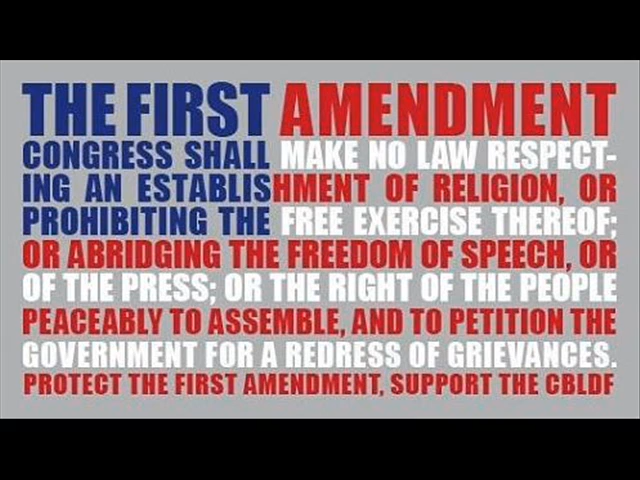 THE FIRST AMENDMENT
CONGRESS SHALL MAKE NO LAW RESPECT-
ING AN ESTABLISHMENT OF RELIGION, OR
PROHIBITING THE FREE EXERCISE THEREOF;
OR ABRIDGING THE FREEDOM OF SPEECH, OR
OF THE PRESS; OR THE RIGHT OF THE PEOPLE
PEACEABLY TO ASSEMBLE, AND TO PETITION THE
GOVERNMENT FOR A REDRESS OF GRIEVANCES.
PROTECT THE FIRST AMENDMENT, SUPPORT THE CBLDF